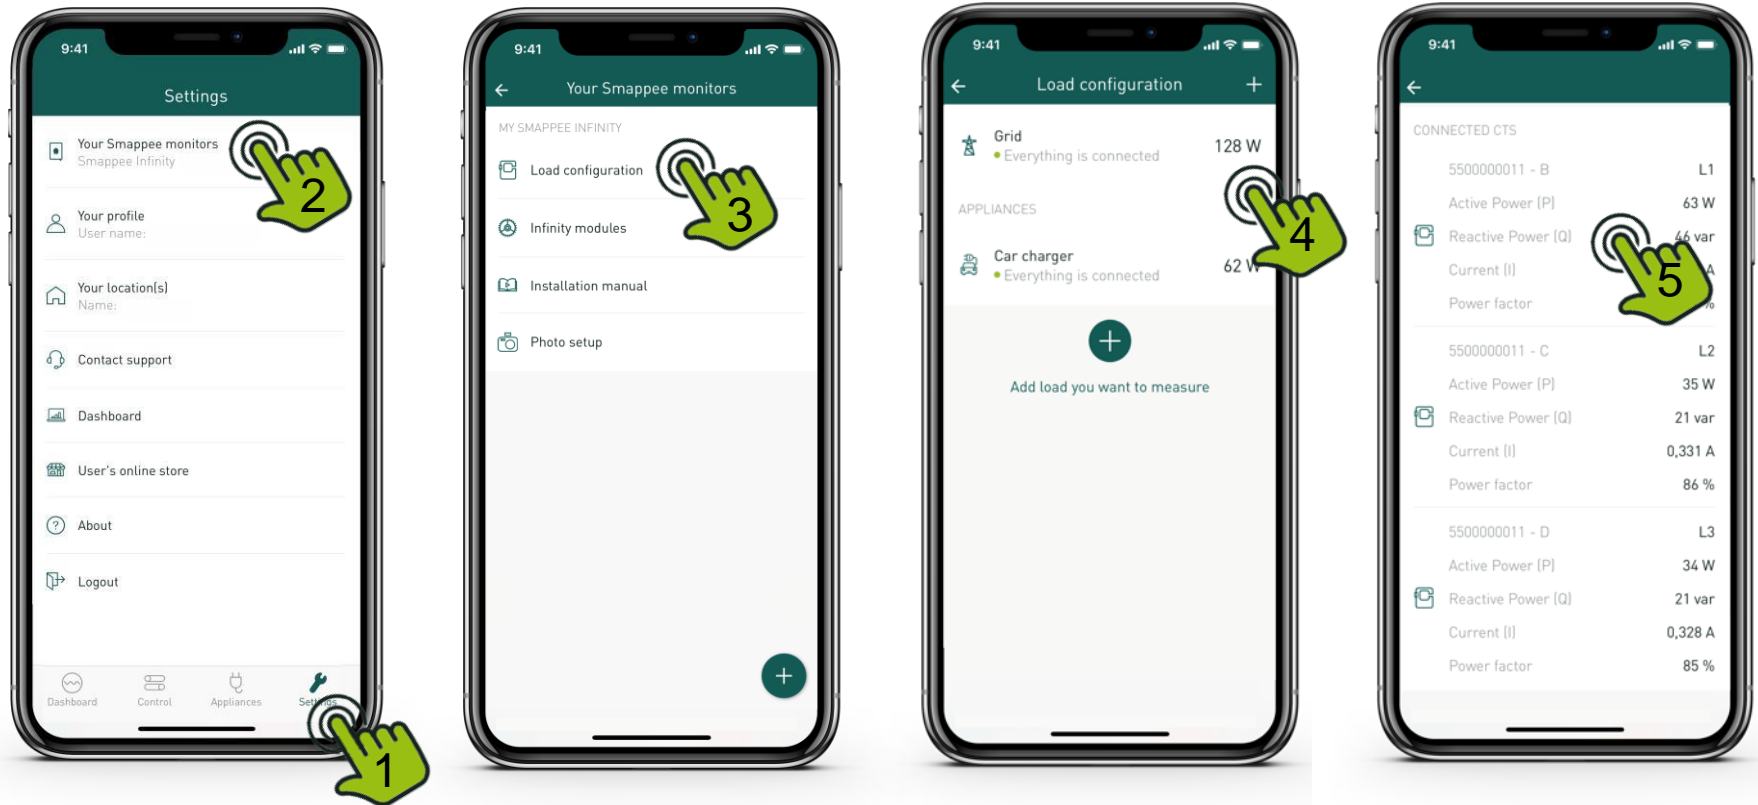 9:41
Settings
Your Smappee monitors
Smappee Infinity
2
Your profile
User name:
Your location(s)
Name:
Contact support
Dashboard
User's online store
About
Logout
Dashboard
Control
Appliances
Settings
1
9:41
Your Smappee monitors
MY SMAPPEE INFINITY
Load configuration
3
Infinity modules
Installation manual
Photo setup
9:41
Load configuration
Grid
128 W
Everything is connected
4
APPLIANCES
Car charger
62 W
Everything is connected
Add load you want to measure
9:41
CONNECTED CTS
5500000011 - B L1
Active Power (P) 63 W
Reactive Power (Q) 46 var
Current (I) A
5
Power factor %
5500000011 - C L2
Active Power (P) 35 W
Reactive Power (Q) 21 var
Current (I) 0,331 A
Power factor 86 %
5500000011 - D L3
Active Power (P) 34 W
Reactive Power (Q) 21 var
Current (I) 0,328 A
Power factor 85 %